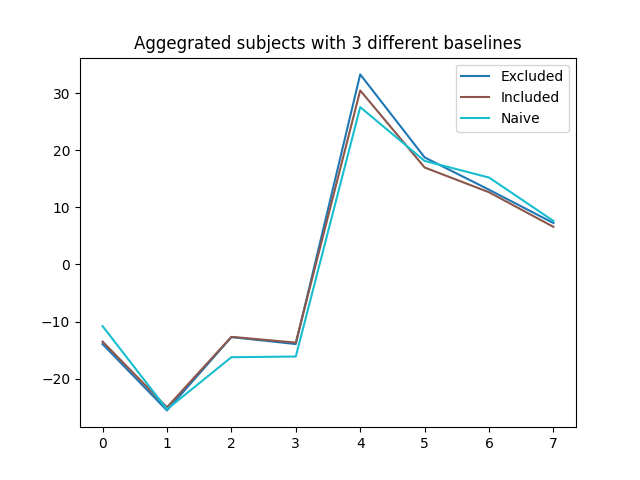 Aggegrated subjects with 3 different baselines
Excluded
Included
Naive
30
20
10
0
−10
−20
0 1 2 3 4 5 6 7